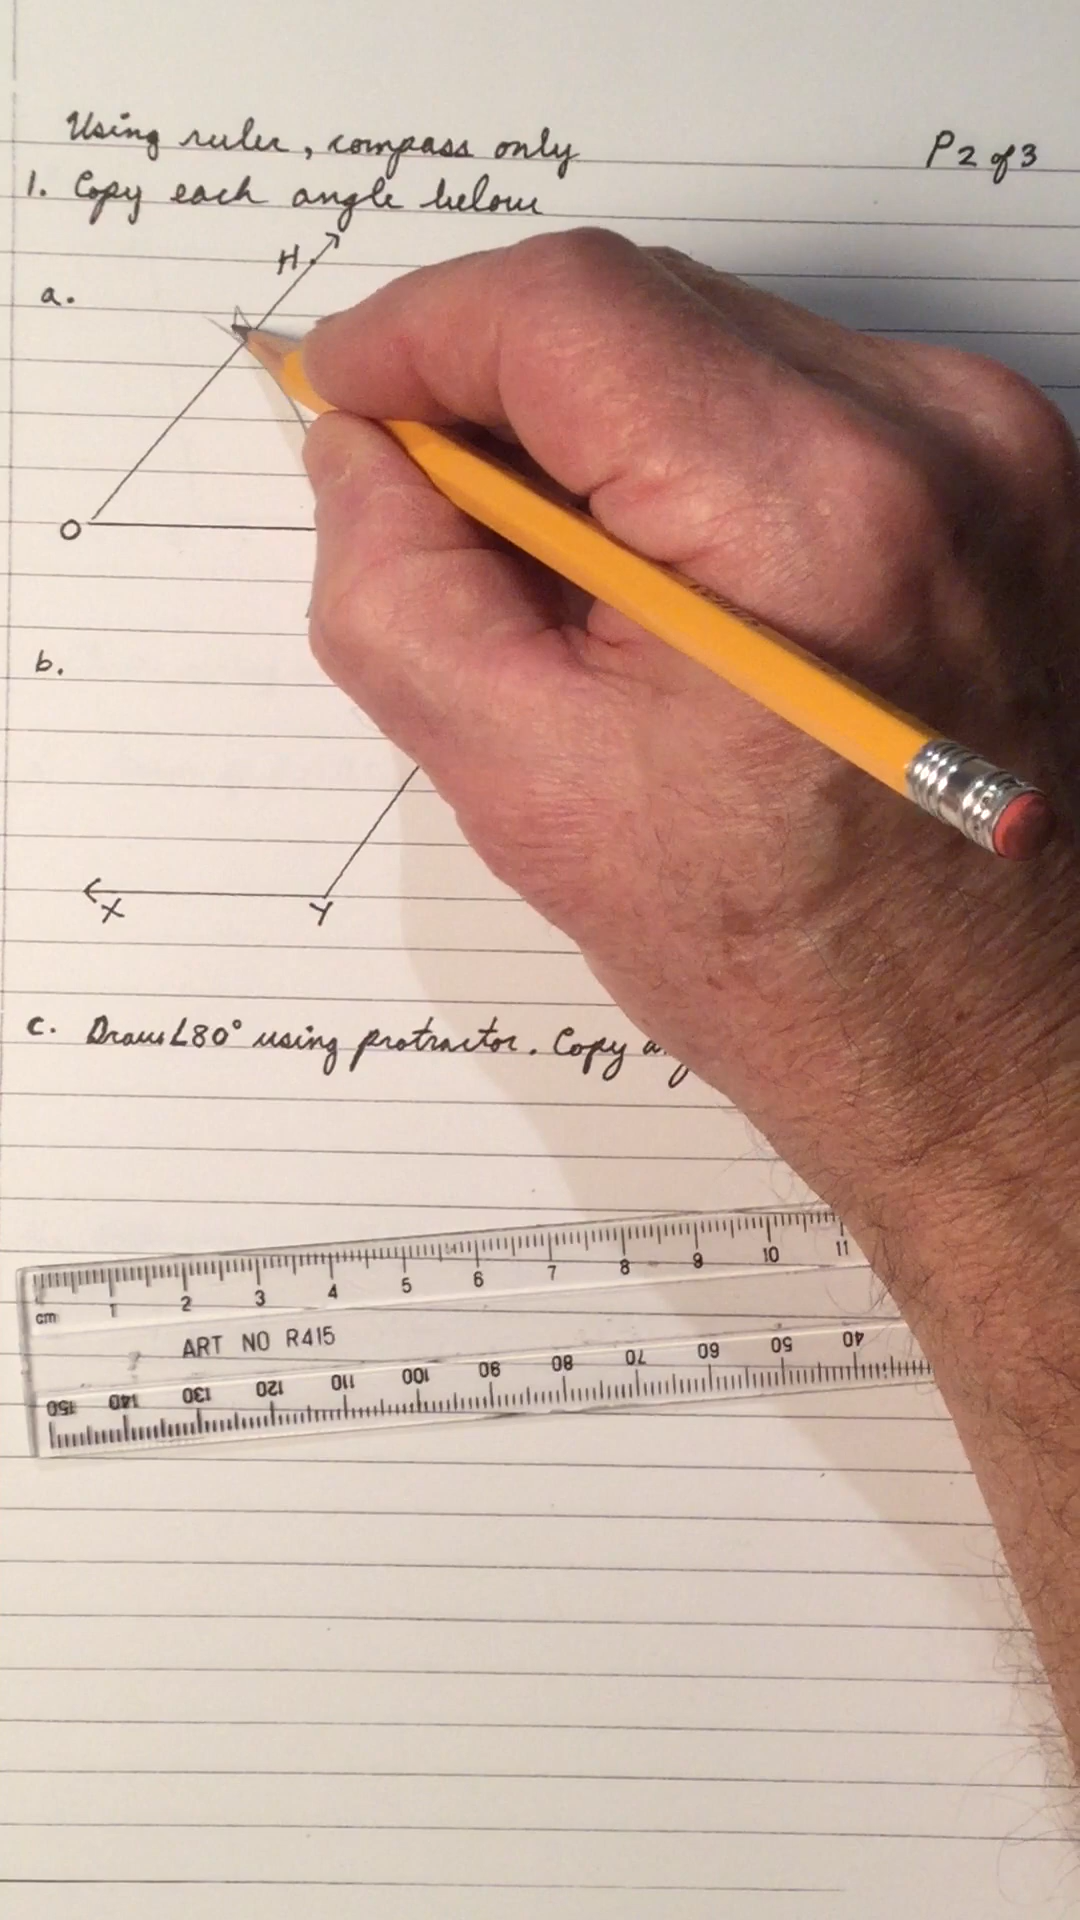 Using ruler, compass only
P 2 of 3
1. Copy each angle below
H
a.
O
b.
X Y
c. Draw ∠80° using protractor. Copy
1 2 3 4 5 6 7 8 9 10 11
cm
ART NO R415
150 140 130 120 110 100 90 80 70 60 50 40